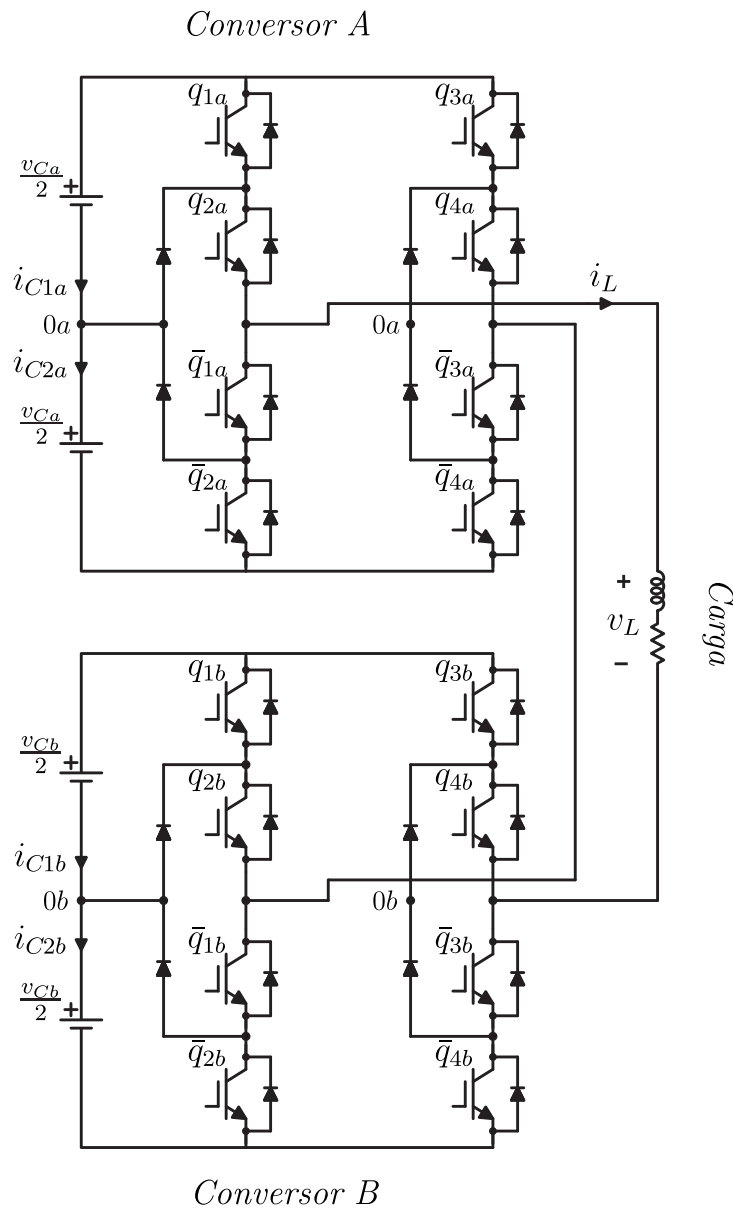 Conversor A
q1a
q3a
vCa/2 +
q2a
q4a
iC1a
iL
0a
0a
iC2a
q̄1a
q̄3a
vCa/2 +
q̄2a
q̄4a
+
vL
−
Carga
q1b
q3b
vCb/2 +
q2b
q4b
iC1b
0b
0b
iC2b
q̄1b
q̄3b
vCb/2 +
q̄2b
q̄4b
Conversor B